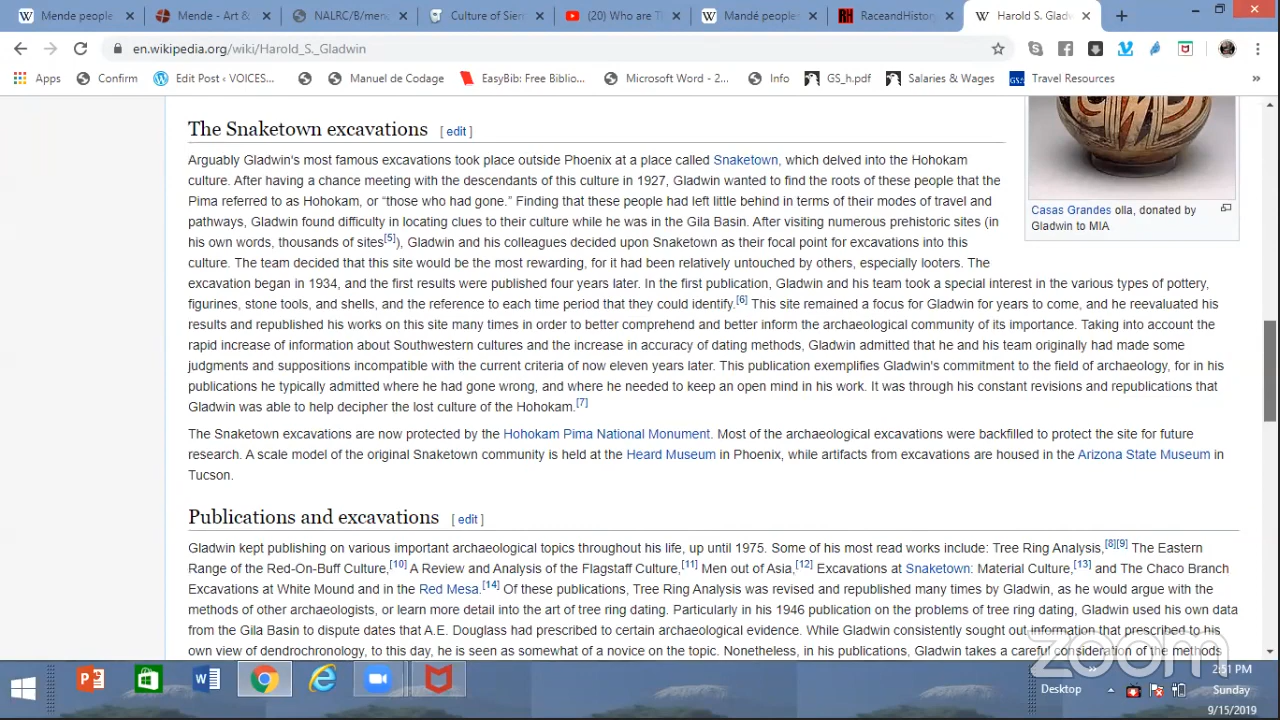 Mende people
Mende - Art &
NALRC/B/mend
Culture of Sier
(20) Who are T
Mandé people
RaceandHistor
Harold S. Gladw
en.wikipedia.org/wiki/Harold_S._Gladwin
Apps
Confirm
Edit Post ‹ VOICES...
Manuel de Codage
EasyBib: Free Biblio...
Microsoft Word - 2...
Info
GS_h.pdf
Salaries & Wages
Travel Resources
»
The Snaketown excavations [ edit ]
Arguably Gladwin's most famous excavations took place outside Phoenix at a place called Snaketown, which delved into the Hohokam
culture. After having a chance meeting with the descendants of this culture in 1927, Gladwin wanted to find the roots of these people that the
Pima referred to as Hohokam, or “those who had gone.” Finding that these people had left little behind in terms of their modes of travel and
pathways, Gladwin found difficulty in locating clues to their culture while he was in the Gila Basin. After visiting numerous prehistoric sites (in
his own words, thousands of sites[5]), Gladwin and his colleagues decided upon Snaketown as their focal point for excavations into this
culture. The team decided that this site would be the most rewarding, for it had been relatively untouched by others, especially looters. The
excavation began in 1934, and the first results were published four years later. In the first publication, Gladwin and his team took a special interest in the various types of pottery,
figurines, stone tools, and shells, and the reference to each time period that they could identify.[6] This site remained a focus for Gladwin for years to come, and he reevaluated his
results and republished his works on this site many times in order to better comprehend and better inform the archaeological community of its importance. Taking into account the
rapid increase of information about Southwestern cultures and the increase in accuracy of dating methods, Gladwin admitted that he and his team originally had made some
judgments and suppositions incompatible with the current criteria of now eleven years later. This publication exemplifies Gladwin's commitment to the field of archaeology, for in his
publications he typically admitted where he had gone wrong, and where he needed to keep an open mind in his work. It was through his constant revisions and republications that
Gladwin was able to help decipher the lost culture of the Hohokam.[7]
Casas Grandes olla, donated by
Gladwin to MIA
The Snaketown excavations are now protected by the Hohokam Pima National Monument. Most of the archaeological excavations were backfilled to protect the site for future
research. A scale model of the original Snaketown community is held at the Heard Museum in Phoenix, while artifacts from excavations are housed in the Arizona State Museum in
Tucson.
Publications and excavations [ edit ]
Gladwin kept publishing on various important archaeological topics throughout his life, up until 1975. Some of his most read works include: Tree Ring Analysis,[8][9] The Eastern
Range of the Red-On-Buff Culture,[10] A Review and Analysis of the Flagstaff Culture,[11] Men out of Asia,[12] Excavations at Snaketown: Material Culture,[13] and The Chaco Branch
Excavations at White Mound and in the Red Mesa.[14] Of these publications, Tree Ring Analysis was revised and republished many times by Gladwin, as he would argue with the
methods of other archaeologists, or learn more detail into the art of tree ring dating. Particularly in his 1946 publication on the problems of tree ring dating, Gladwin used his own data
from the Gila Basin to dispute dates that A.E. Douglass had prescribed to certain archaeological evidence. While Gladwin consistently sought out information that prescribed to his
own view of dendrochronology, to this day, he is seen as somewhat of a novice on the topic. Nonetheless, in his publications, Gladwin takes a careful consideration of the methods
zoom
Desktop
»
2:51 PM
Sunday
9/15/2019